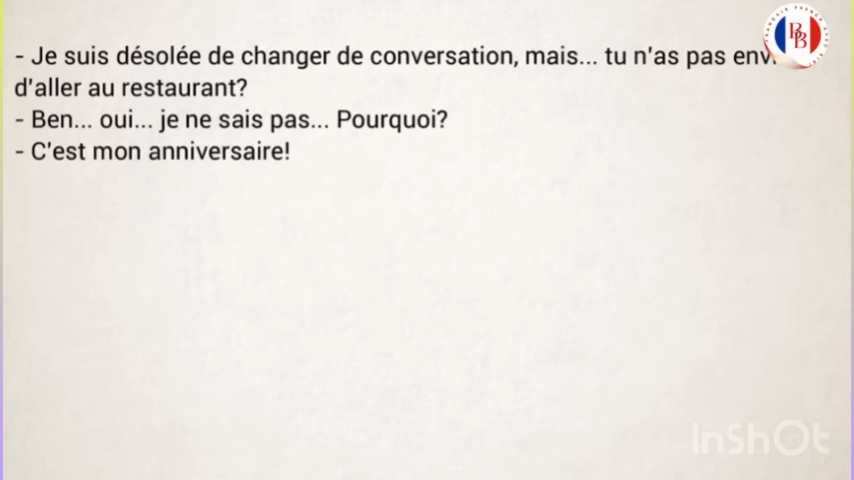 - Je suis désolée de changer de conversation, mais... tu n'as pas
d'aller au restaurant?
- Ben... oui... je ne sais pas... Pourquoi?
- C'est mon anniversaire!
BB
InShOt